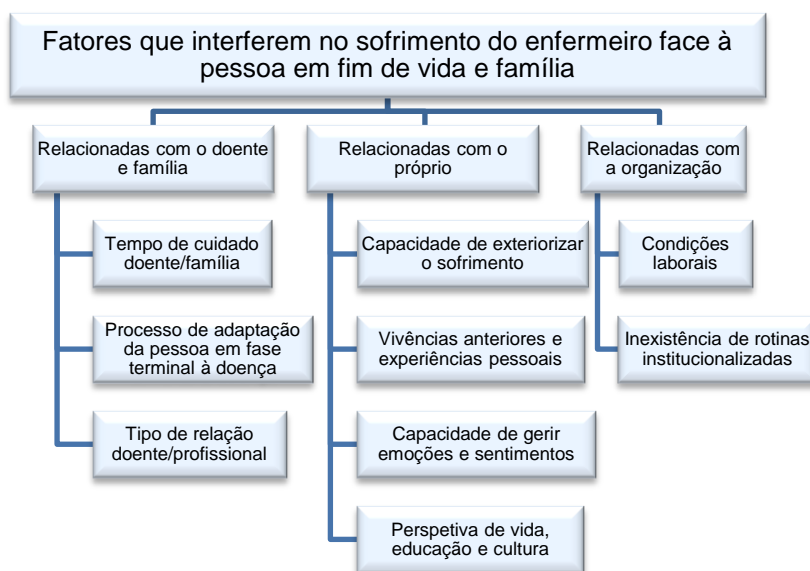 Fatores que interferem no sofrimento do enfermeiro face à
pessoa em fim de vida e família
Relacionadas com o doente
e família
Tempo de cuidado
doente/família
Processo de adaptação
da pessoa em fase
terminal à doença
Tipo de relação
doente/profissional
Relacionadas com o
próprio
Capacidade de exteriorizar
o sofrimento
Vivências anteriores e
experiências pessoais
Capacidade de gerir
emoções e sentimentos
Perspetiva de vida,
educação e cultura
Relacionadas com
a organização
Condições
laborais
Inexistência de rotinas
institucionalizadas